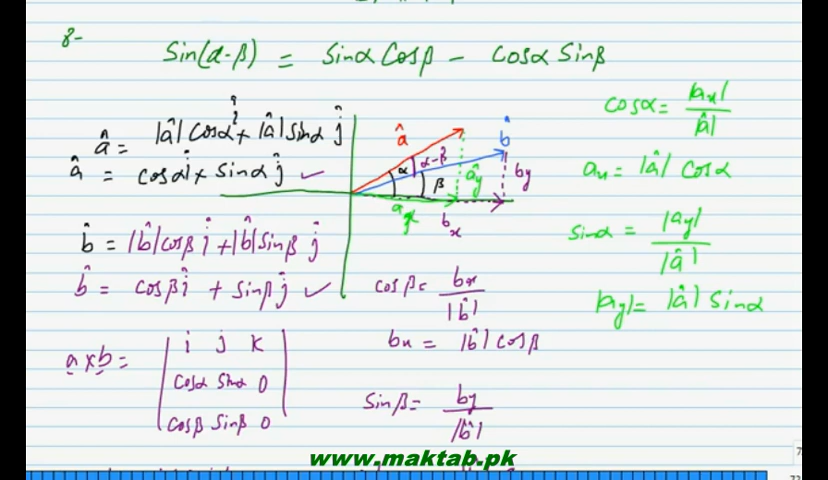 8-
Sin(α-β) = Sinα Cosβ - Cosα Sinβ
â = |â| Cosα î + |â| Sinα ĵ
â = Cosα î + Sinα ĵ ✓
b̂ = |b̂| Cosβ î + |b̂| Sinβ ĵ
b̂ = Cosβ î + Sinβ ĵ ✓
a × b =
i j k
Cosα Sinα 0
Cosβ Sinβ 0
â
b̂
α
α-β
β
ay
by
ax
bx
Cosβ = bx / |b̂|
bx = |b̂| Cosβ
Sinβ = by / |b̂|
Cosα = |ax| / |â|
ax = |â| Cosα
Sinα = |ay| / |â|
|ay| = |â| Sinα
www.maktab.pk